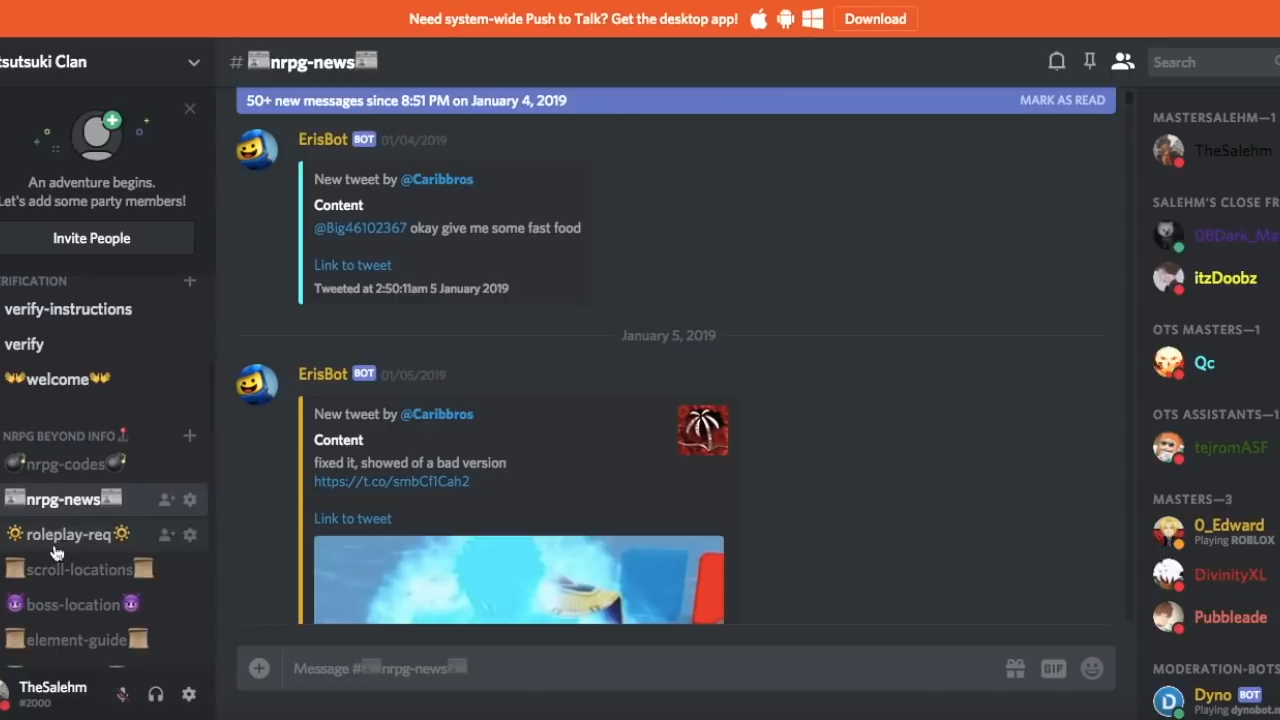 Need system-wide Push to Talk? Get the desktop app!
Download
tsutsuki Clan
An adventure begins.
Let's add some party members!
Invite People
ERIFICATION
verify-instructions
verify
welcome
NRPG BEYOND INFO
nrpg-codes
nrpg-news
roleplay-req
scroll-locations
boss-location
element-guide
TheSalehm
#2000
# nrpg-news
Search
50+ new messages since 8:51 PM on January 4, 2019
MARK AS READ
ErisBot BOT 01/04/2019
New tweet by @Caribbros
Content
@Big46102367 okay give me some fast food
Link to tweet
Tweeted at 2:50:11am 5 January 2019
January 5, 2019
ErisBot BOT 01/05/2019
New tweet by @Caribbros
Content
fixed it, showed of a bad version
https://t.co/smbCf1Cah2
Link to tweet
Message #nrpg-news
GIF
MASTERSALEHM—1
TheSalehm
SALEHM'S CLOSE FR
08Dark_Ma
itzDoobz
OTS MASTERS—1
Qc
OTS ASSISTANTS—1
tejromASF
MASTERS—3
0_Edward
Playing ROBLOX
DivinityXL
Pubbleade
MODERATION-BOTS
Dyno BOT
Playing dynobot.n